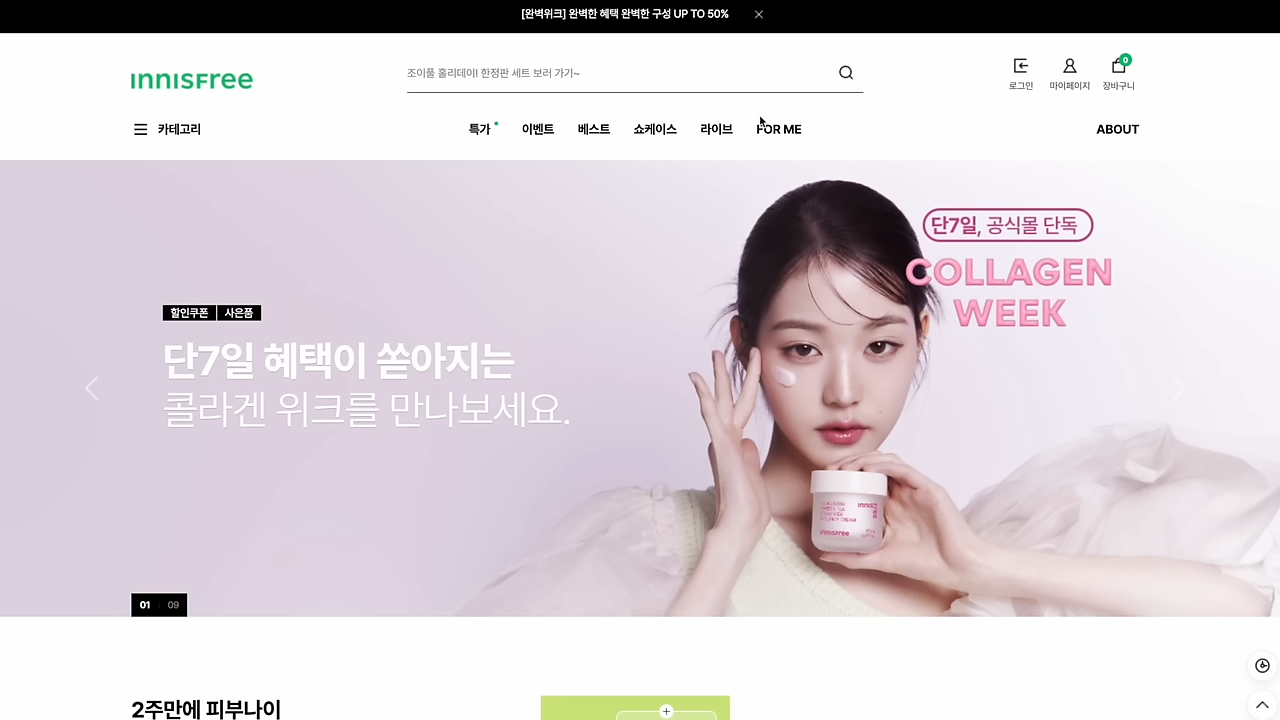 [완벽위크] 완벽한 혜택 완벽한 구성 UP TO 50%
innisfree
조이풀 홀리데이! 한정판 세트 보러 가기~
0
로그인 마이페이지 장바구니
카테고리 특가 이벤트 베스트 쇼케이스 라이브 FOR ME ABOUT
단7일, 공식몰 단독
COLLAGEN
WEEK
할인쿠폰 사은품
단7일 혜택이 쏟아지는
콜라겐 위크를 만나보세요.
innisfree
01 09
2주만에 피부나이